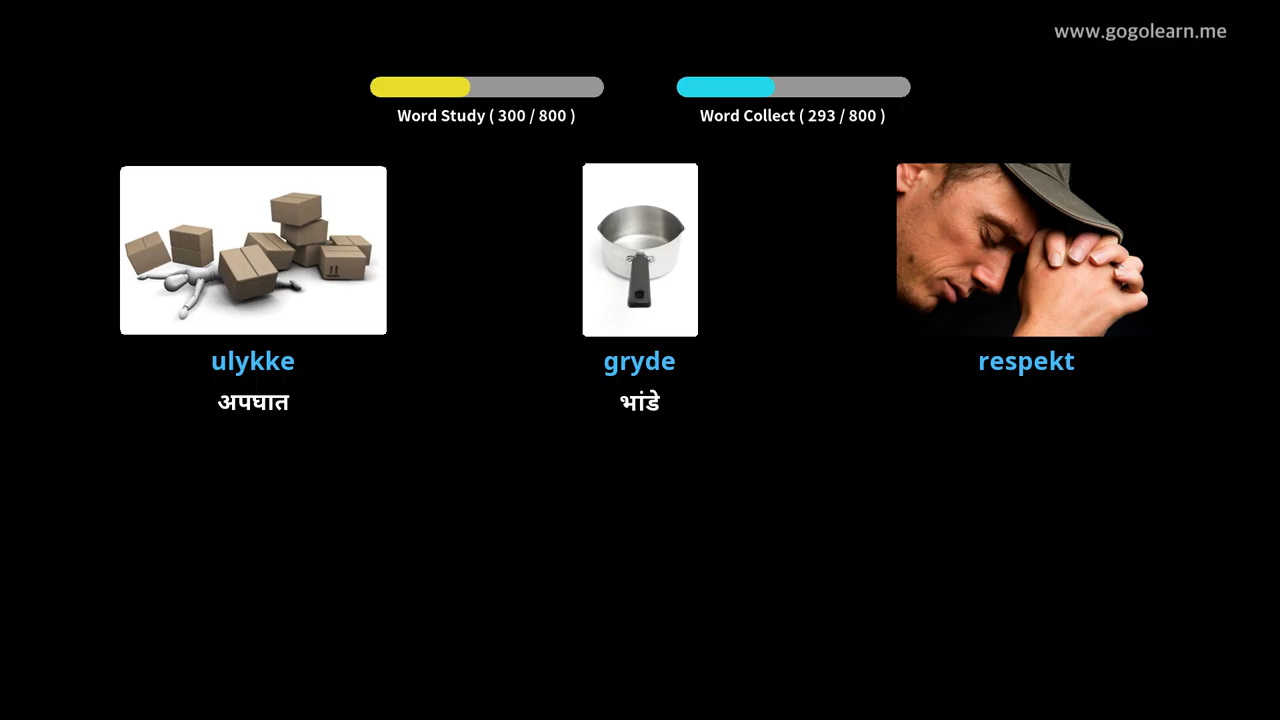 www.gogolearn.me
Word Study ( 300 / 800 )
Word Collect ( 293 / 800 )
ulykke
gryde
respekt
अपघात
भांडे